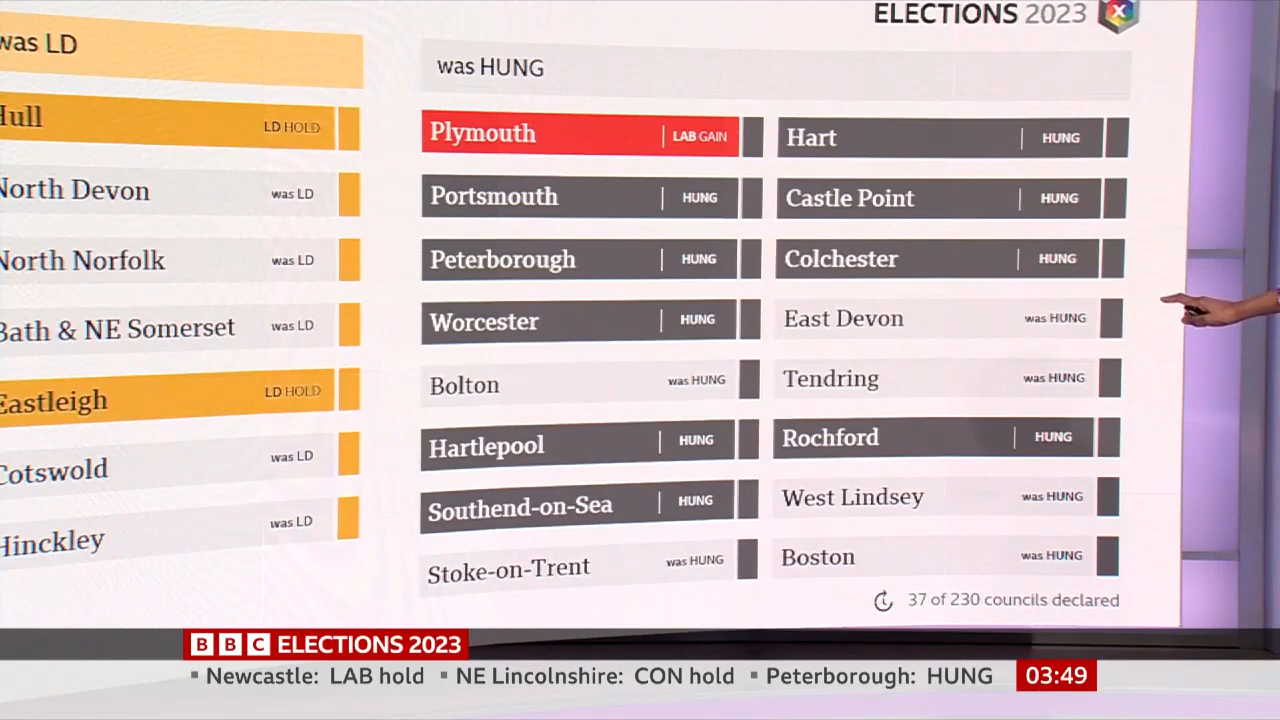 ELECTIONS 2023
was LD
Hull LD HOLD
North Devon was LD
North Norfolk was LD
Bath & NE Somerset was LD
Eastleigh LD HOLD
Cotswold was LD
Hinckley was LD
was HUNG
Plymouth LAB GAIN
Portsmouth HUNG
Peterborough HUNG
Worcester HUNG
Bolton was HUNG
Hartlepool HUNG
Southend-on-Sea HUNG
Stoke-on-Trent was HUNG
Hart HUNG
Castle Point HUNG
Colchester HUNG
East Devon was HUNG
Tendring was HUNG
Rochford HUNG
West Lindsey was HUNG
Boston was HUNG
37 of 230 councils declared
BBC ELECTIONS 2023
Newcastle: LAB hold ▪ NE Lincolnshire: CON hold ▪ Peterborough: HUNG 03:49